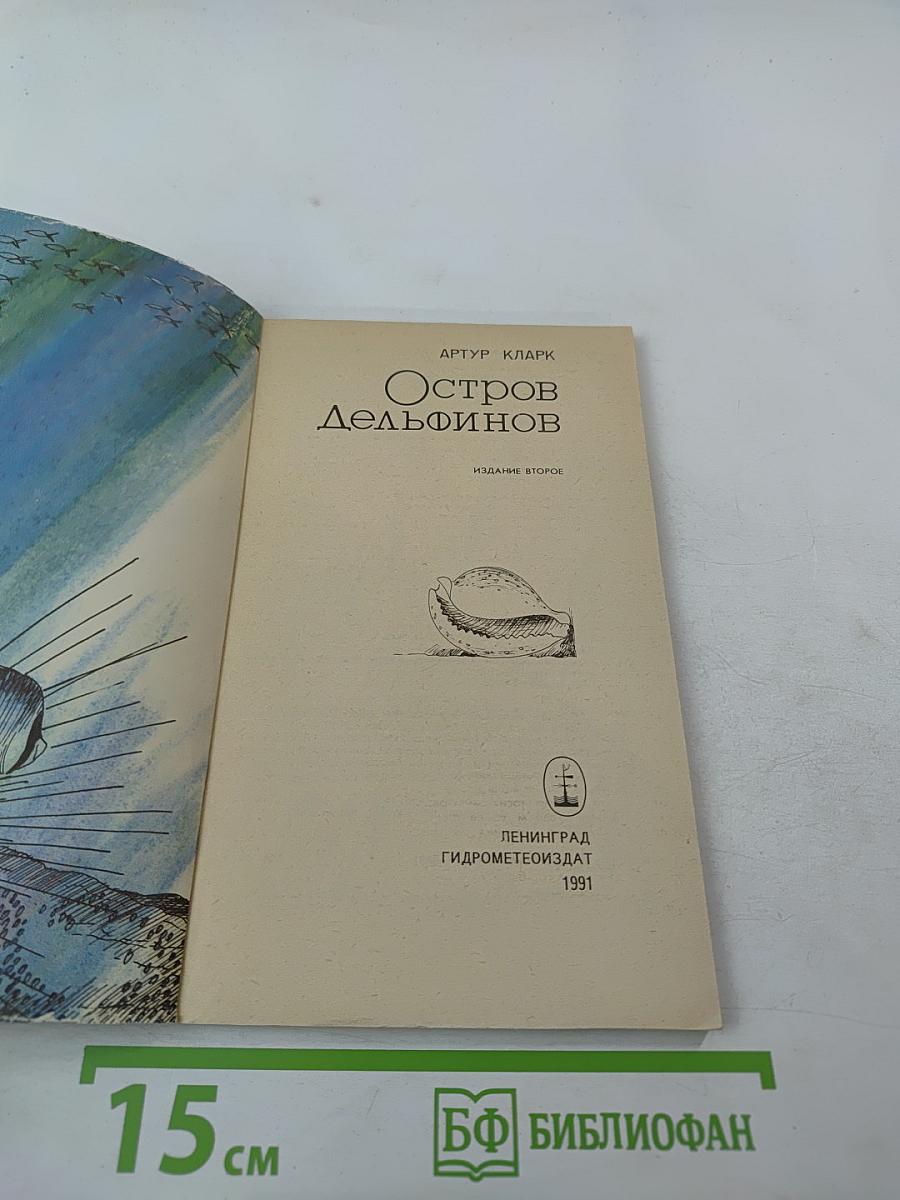 АРТУР КЛАРК
Остров
Дельфинов
ИЗДАНИЕ ВТОРОЕ
ЛЕНИНГРАД
ГИДРОМЕТЕОИЗДАТ
1991
15 см
БФ БИБЛИОФАН